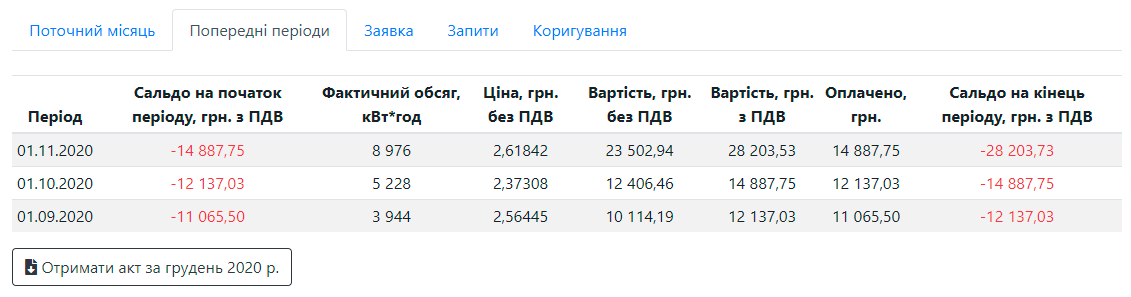 Поточний місяць Попередні періоди Заявка Запити Коригування
Період Сальдо на початок періоду, грн. з ПДВ Фактичний обсяг, кВт*год Ціна, грн. без ПДВ Вартість, грн. без ПДВ Вартість, грн. з ПДВ Оплачено, грн. Сальдо на кінець періоду, грн. з ПДВ
01.11.2020 -14 887,75 8 976 2,61842 23 502,94 28 203,53 14 887,75 -28 203,73
01.10.2020 -12 137,03 5 228 2,37308 12 406,46 14 887,75 12 137,03 -14 887,75
01.09.2020 -11 065,50 3 944 2,56445 10 114,19 12 137,03 11 065,50 -12 137,03
Отримати акт за грудень 2020 р.